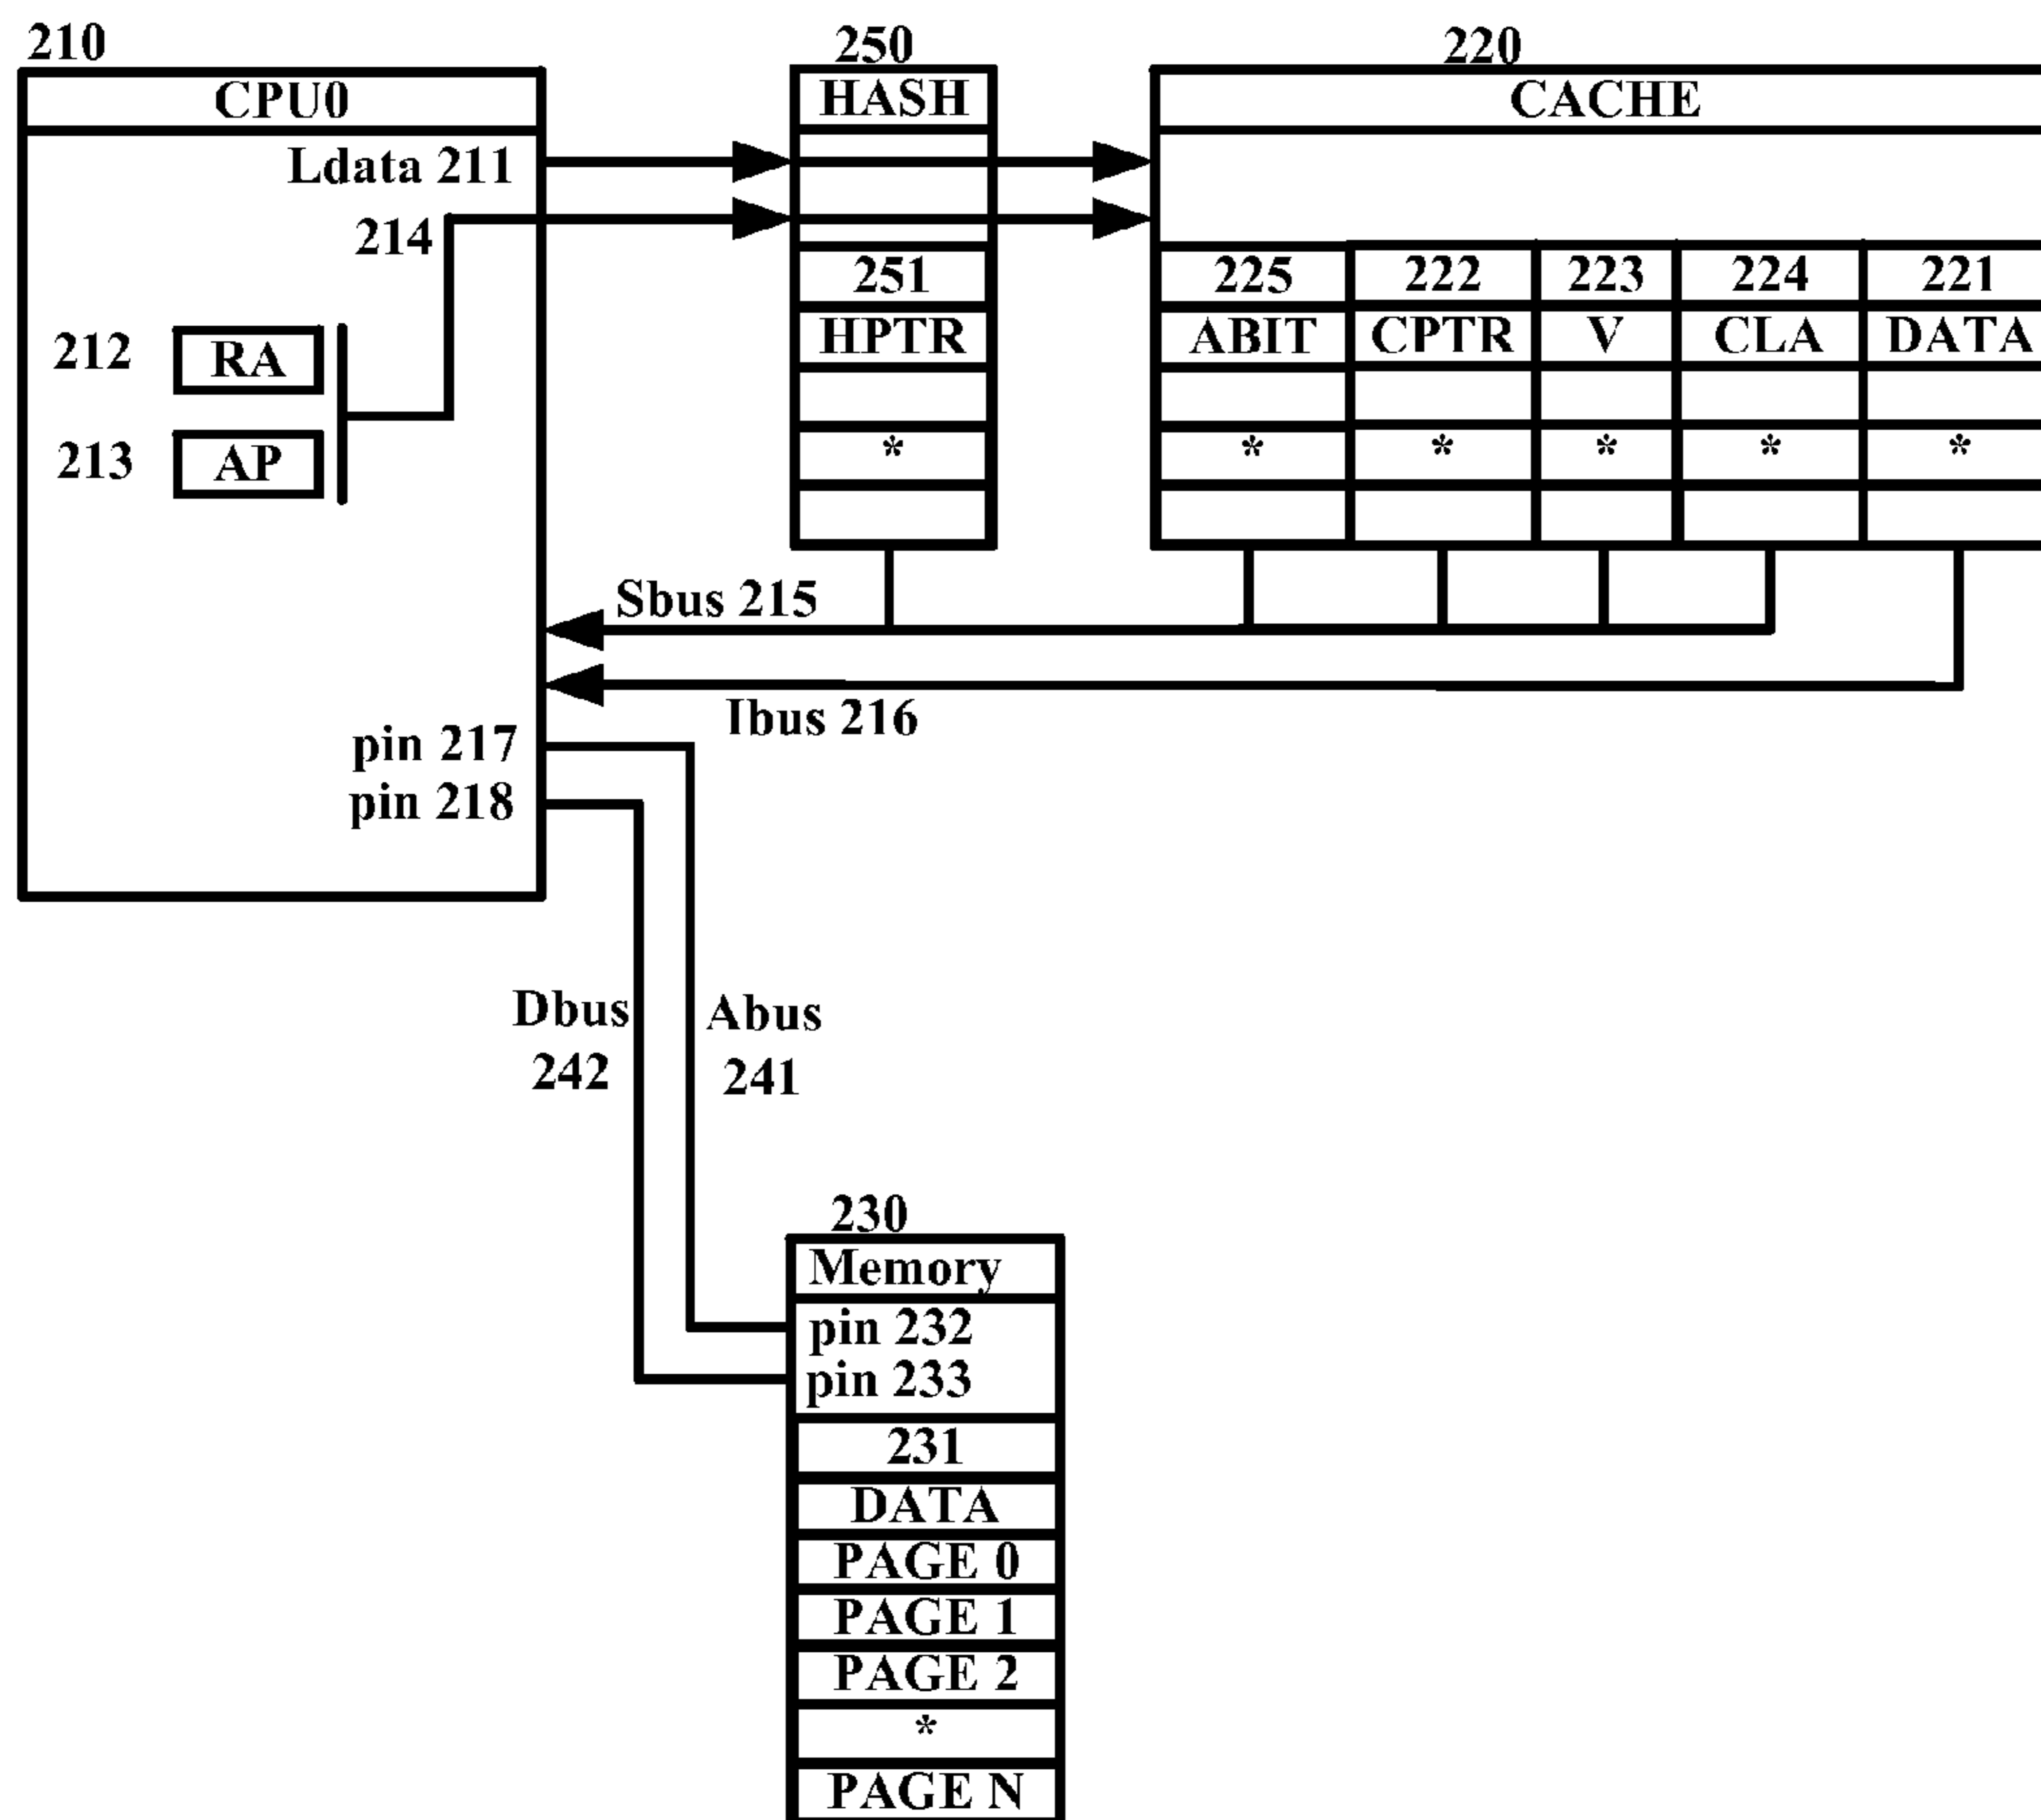 210
CPU0
Ldata 211
214
212
RA
213
AP
pin 217
pin 218
250
HASH
251
HPTR
*
220
CACHE
225 222 223 224 221
ABIT CPTR V CLA DATA
* * * * *
Sbus 215
Ibus 216
Dbus
242
Abus
241
230
Memory
pin 232
pin 233
231
DATA
PAGE 0
PAGE 1
PAGE 2
*
PAGE N